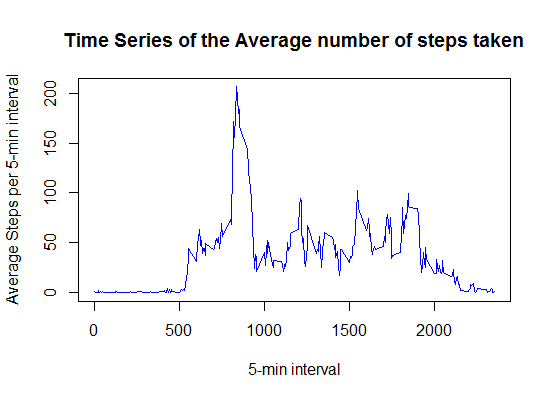 Time Series of the Average number of steps taken
Average Steps per 5-min interval
200
150
100
50
0
0 500 1000 1500 2000
5-min interval